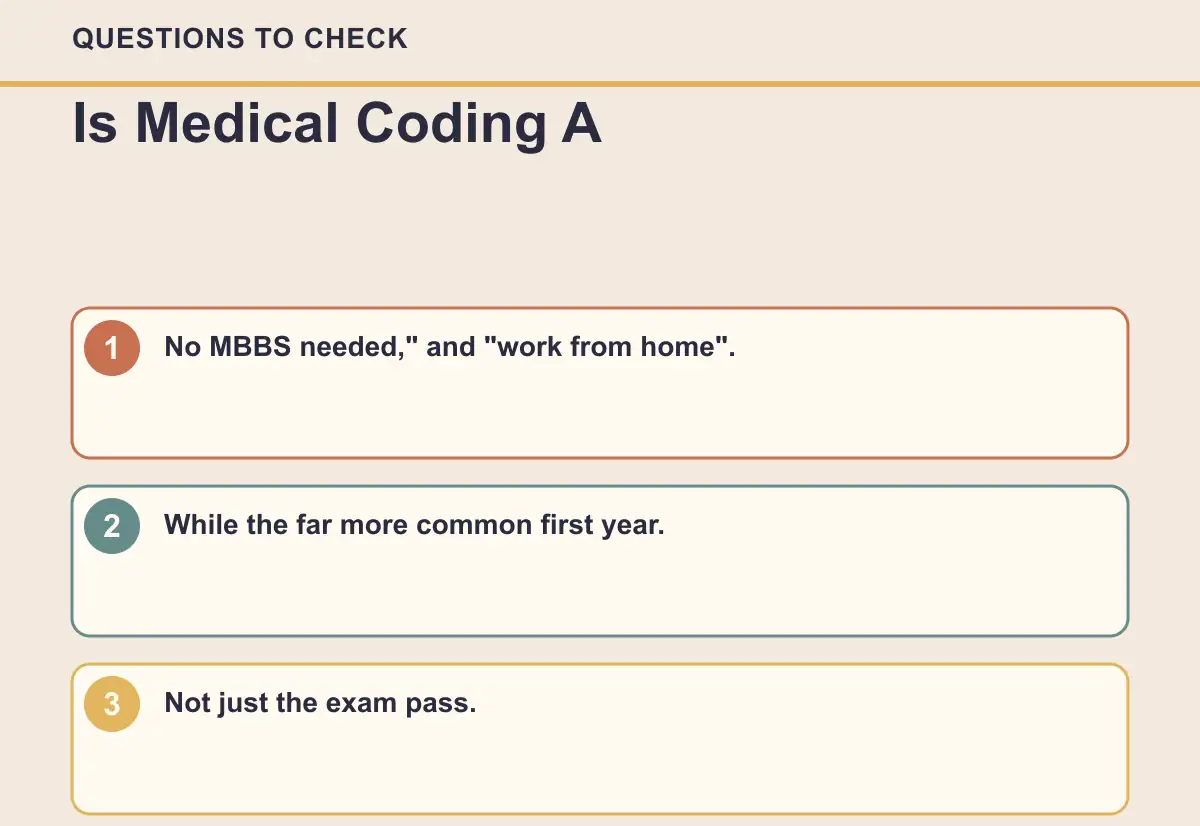 QUESTIONS TO CHECK
Is Medical Coding A
1
No MBBS needed," and "work from home".
2
While the far more common first year.
3
Not just the exam pass.